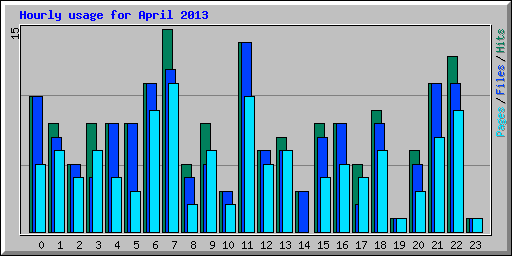 Hourly usage for April 2013
15
Pages / Files / Hits
0 1 2 3 4 5 6 7 8 9 10 11 12 13 14 15 16 17 18 19 20 21 22 23